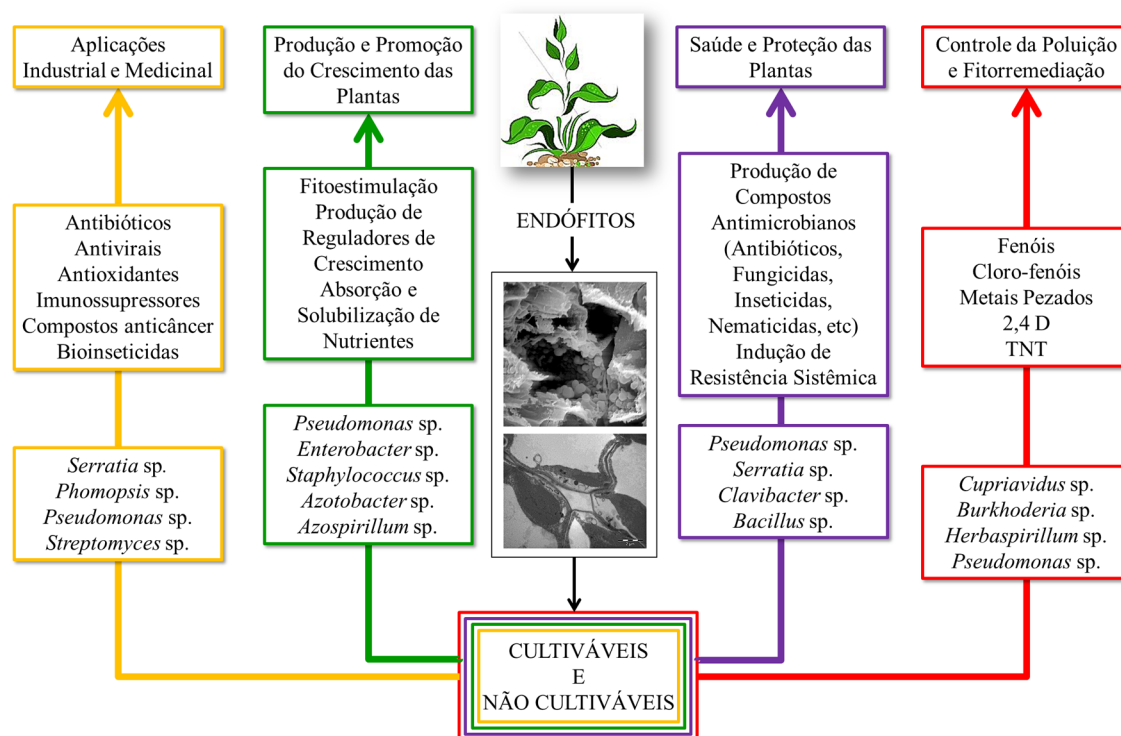 Aplicações
Industrial e Medicinal
Antibióticos
Antivirais
Antioxidantes
Imunossupressores
Compostos anticâncer
Bioinseticidas
Serratia sp.
Phomopsis sp.
Pseudomonas sp.
Streptomyces sp.
Produção e Promoção
do Crescimento das
Plantas
Fitoestimulação
Produção de
Reguladores de
Crescimento
Absorção e
Solubilização de
Nutrientes
Pseudomonas sp.
Enterobacter sp.
Staphylococcus sp.
Azotobacter sp.
Azospirillum sp.
ENDÓFITOS
CULTIVÁVEIS
E
NÃO CULTIVÁVEIS
Saúde e Proteção das
Plantas
Produção de
Compostos
Antimicrobianos
(Antibióticos,
Fungicidas,
Inseticidas,
Nematicidas, etc)
Indução de
Resistência Sistêmica
Pseudomonas sp.
Serratia sp.
Clavibacter sp.
Bacillus sp.
Controle da Poluição
e Fitorremediação
Fenóis
Cloro-fenóis
Metais Pezados
2,4 D
TNT
Cupriavidus sp.
Burkhoderia sp.
Herbaspirillum sp.
Pseudomonas sp.